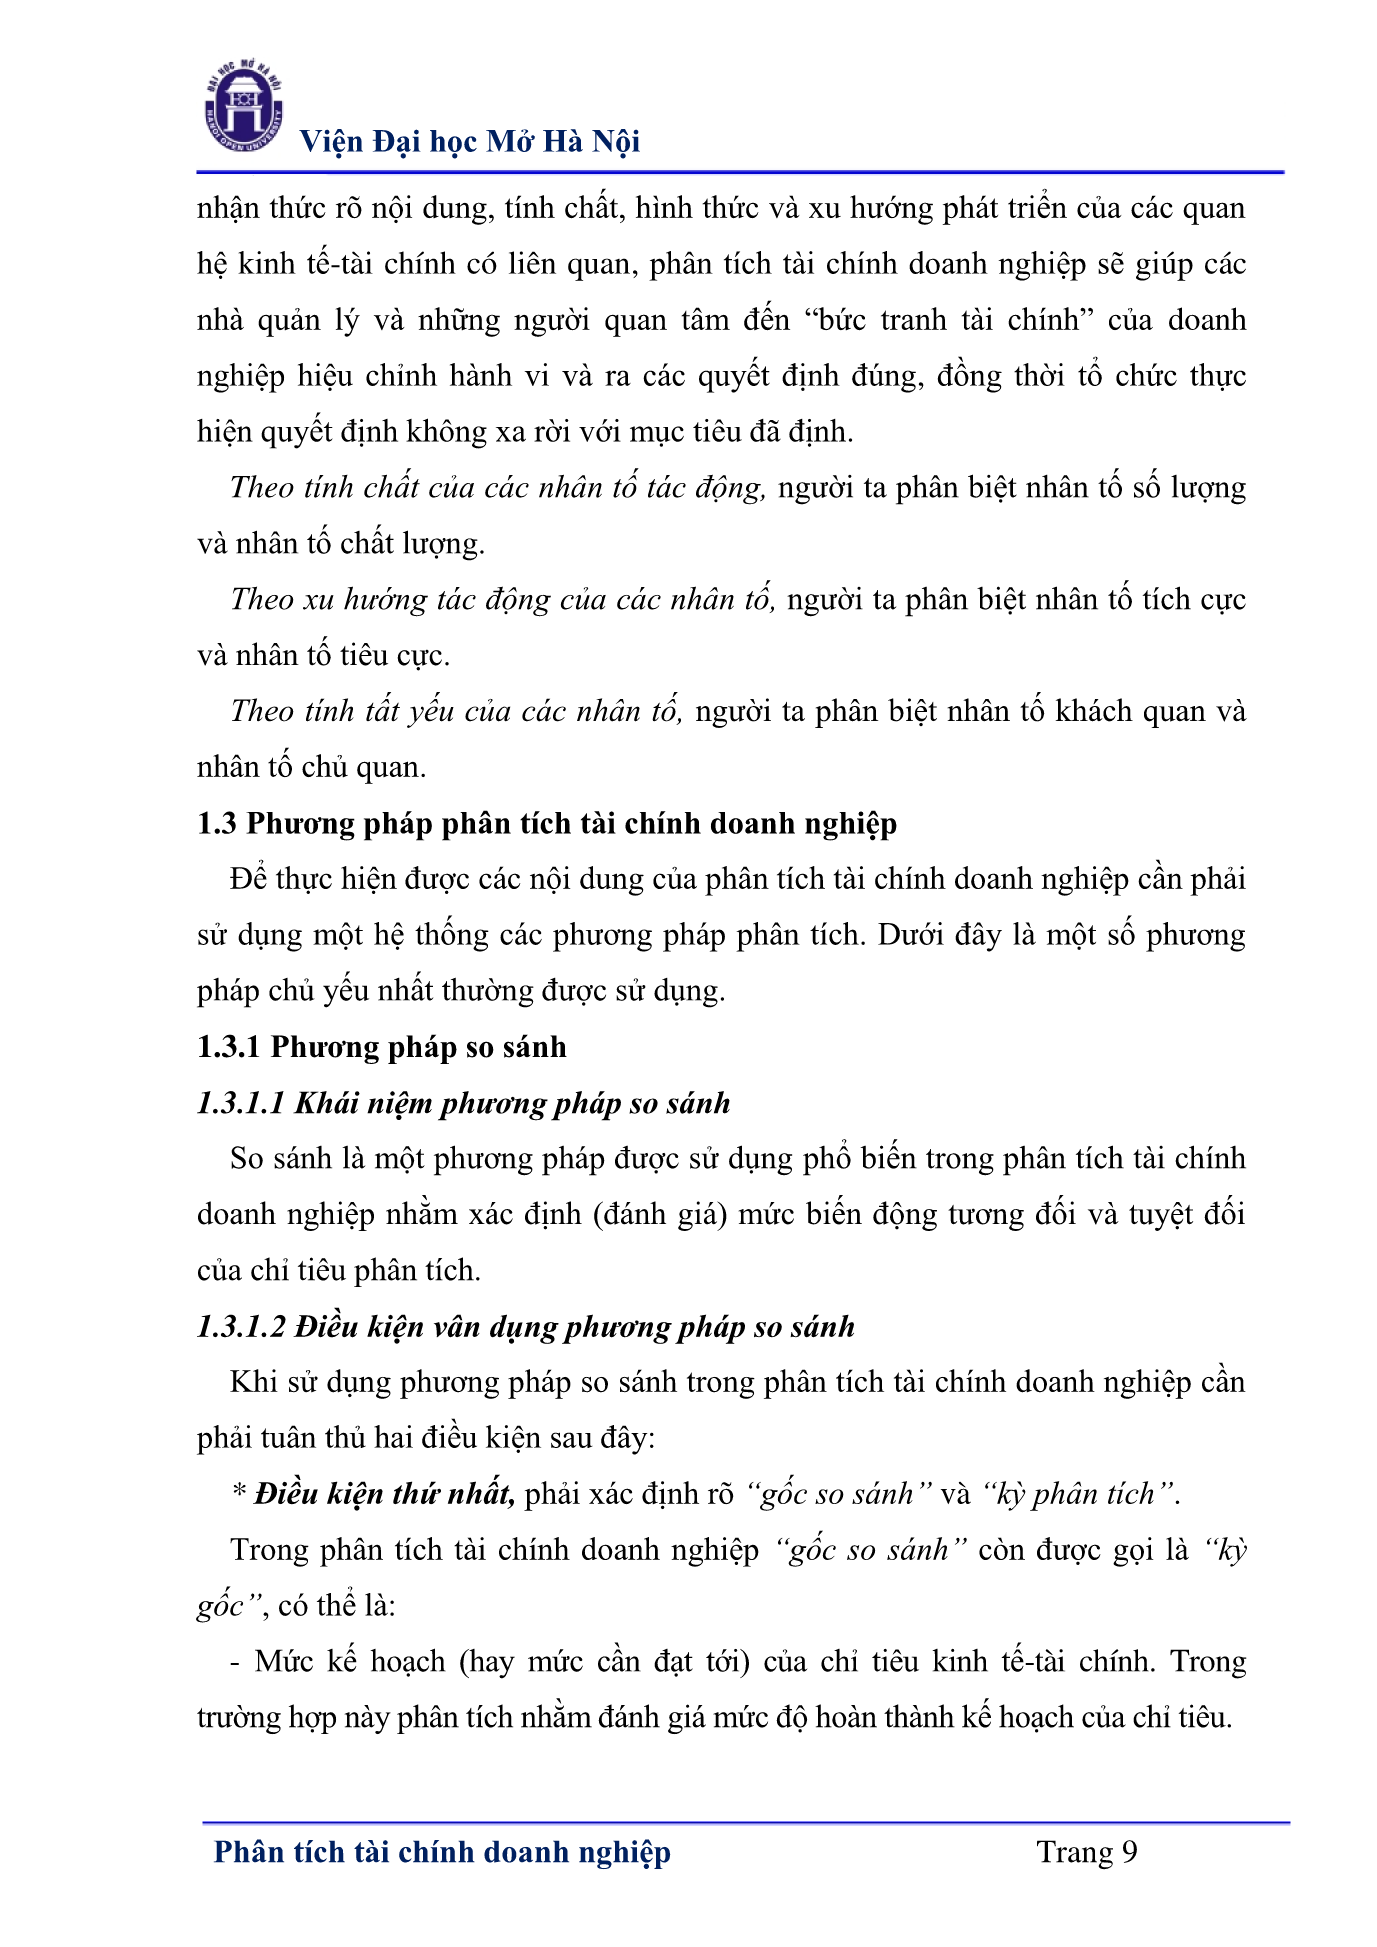 ĐẠI HỌC MỞ HÀ NỘI
HANOI OPEN UNIVERSITY
Viện Đại học Mở Hà Nội
nhận thức rõ nội dung, tính chất, hình thức và xu hướng phát triển của các quan
hệ kinh tế-tài chính có liên quan, phân tích tài chính doanh nghiệp sẽ giúp các
nhà quản lý và những người quan tâm đến “bức tranh tài chính” của doanh
nghiệp hiệu chỉnh hành vi và ra các quyết định đúng, đồng thời tổ chức thực
hiện quyết định không xa rời với mục tiêu đã định.
Theo tính chất của các nhân tố tác động, người ta phân biệt nhân tố số lượng
và nhân tố chất lượng.
Theo xu hướng tác động của các nhân tố, người ta phân biệt nhân tố tích cực
và nhân tố tiêu cực.
Theo tính tất yếu của các nhân tố, người ta phân biệt nhân tố khách quan và
nhân tố chủ quan.
1.3 Phương pháp phân tích tài chính doanh nghiệp
Để thực hiện được các nội dung của phân tích tài chính doanh nghiệp cần phải
sử dụng một hệ thống các phương pháp phân tích. Dưới đây là một số phương
pháp chủ yếu nhất thường được sử dụng.
1.3.1 Phương pháp so sánh
1.3.1.1 Khái niệm phương pháp so sánh
So sánh là một phương pháp được sử dụng phổ biến trong phân tích tài chính
doanh nghiệp nhằm xác định (đánh giá) mức biến động tương đối và tuyệt đối
của chỉ tiêu phân tích.
1.3.1.2 Điều kiện vân dụng phương pháp so sánh
Khi sử dụng phương pháp so sánh trong phân tích tài chính doanh nghiệp cần
phải tuân thủ hai điều kiện sau đây:
* Điều kiện thứ nhất, phải xác định rõ “gốc so sánh” và “kỳ phân tích”.
Trong phân tích tài chính doanh nghiệp “gốc so sánh” còn được gọi là “kỳ
gốc”, có thể là:
- Mức kế hoạch (hay mức cần đạt tới) của chỉ tiêu kinh tế-tài chính. Trong
trường hợp này phân tích nhằm đánh giá mức độ hoàn thành kế hoạch của chỉ tiêu.
Phân tích tài chính doanh nghiệp Trang 9